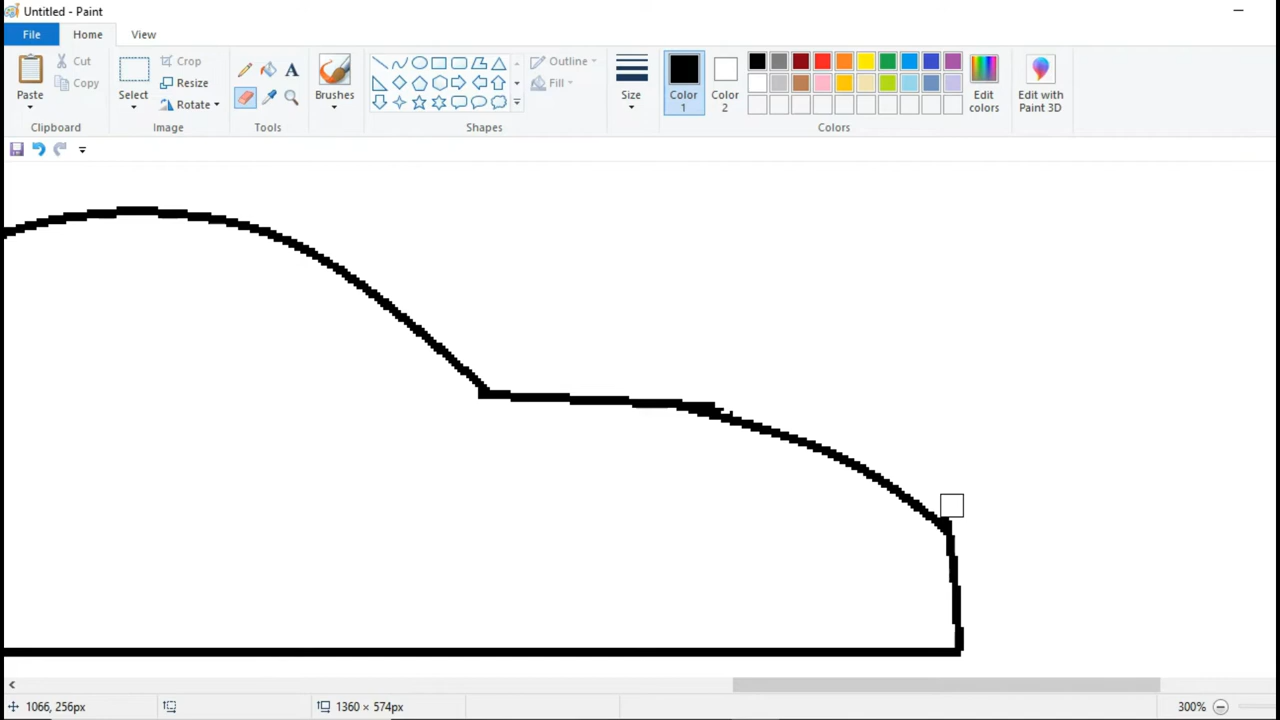 Untitled - Paint
File Home View
Paste
Cut
Copy
Clipboard
Select
Crop
Resize
Rotate
Image
A
Tools
Brushes
Outline
Fill
Shapes
Size
Color
1
Color
2
Edit
colors
Colors
Edit with
Paint 3D
1066, 256px
1360 × 574px
300%